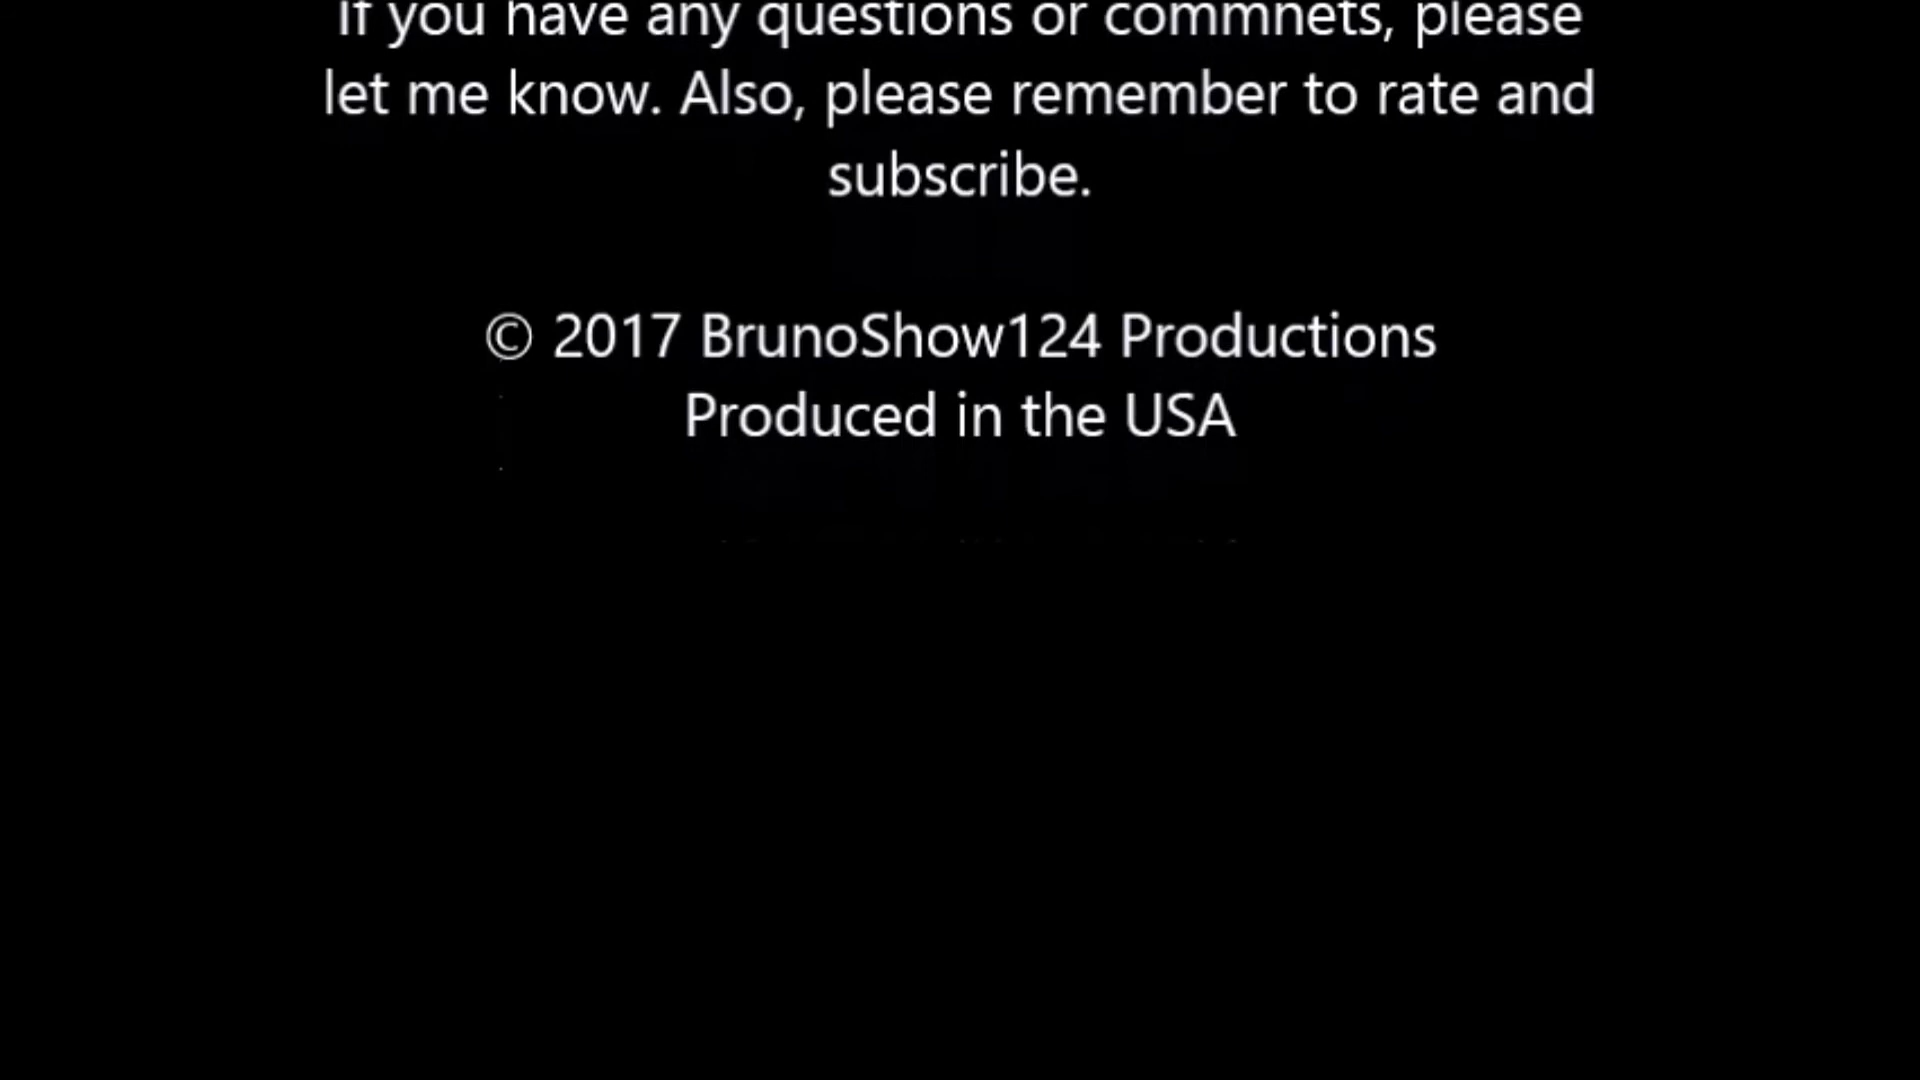 If you have any questions or commnets, please
let me know. Also, please remember to rate and
subscribe.
© 2017 BrunoShow124 Productions
Produced in the USA